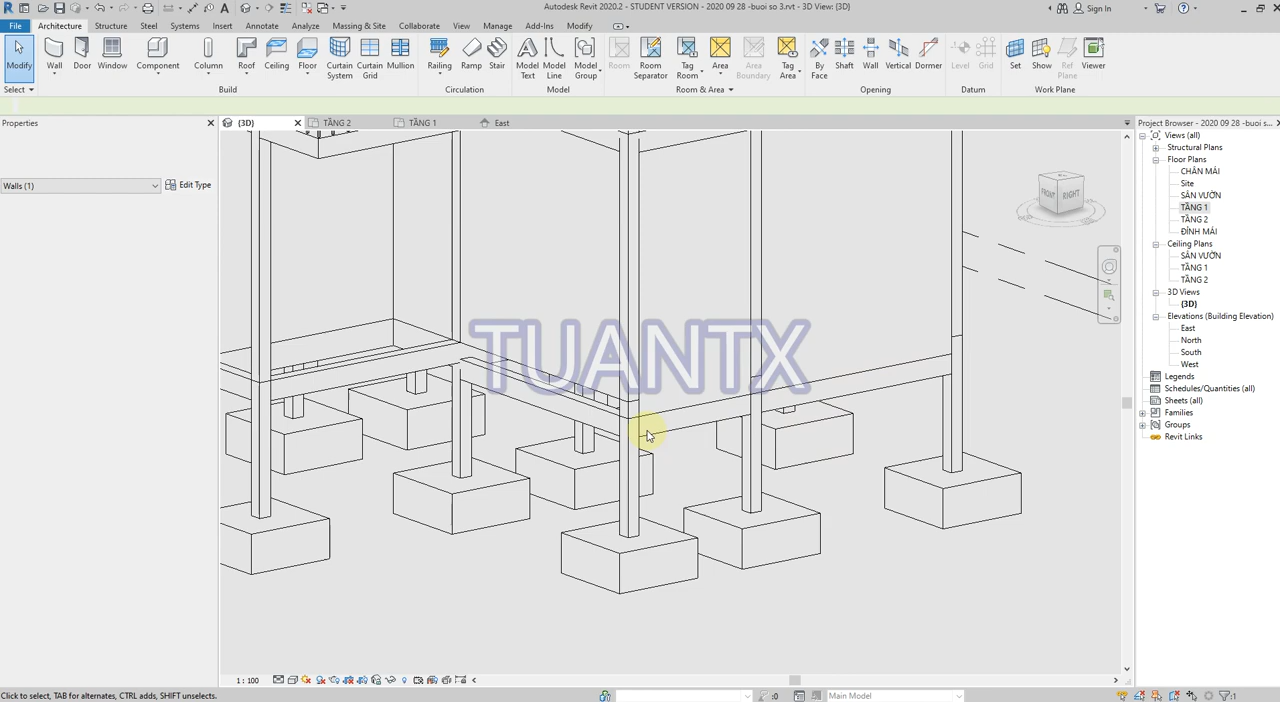 Autodesk Revit 2020.2 - STUDENT VERSION - 2020 09 28 -buoi so 3.rvt - 3D View: {3D}
Sign In
File Architecture Structure Steel Systems Insert Annotate Analyze Massing & Site Collaborate View Manage Add-Ins Modify
Modify Wall Door Window Component Column Roof Ceiling Floor Curtain System Curtain Grid Mullion Railing Ramp Stair Model Text Model Line Model Group Room Room Separator Tag Room Area Area Boundary Tag Area By Face Shaft Wall Vertical Dormer Level Grid Set Show Ref Plane Viewer
Select Build Circulation Model Room & Area Opening Datum Work Plane
Properties
{3D} TẦNG 2 TẦNG 1 East
Project Browser - 2020 09 28 -buoi s...
Walls (1) Edit Type
Views (all)
Structural Plans
Floor Plans
CHÂN MÁI
Site
SÂN VƯỜN
TẦNG 1
TẦNG 2
ĐỈNH MÁI
Ceiling Plans
SÂN VƯỜN
TẦNG 1
TẦNG 2
3D Views
{3D}
Elevations (Building Elevation)
East
North
South
West
Legends
Schedules/Quantities (all)
Sheets (all)
Families
Groups
Revit Links
FRONT RIGHT
TUANTX
1 : 100
Click to select, TAB for alternates, CTRL adds, SHIFT unselects.
:0
Main Model
:1